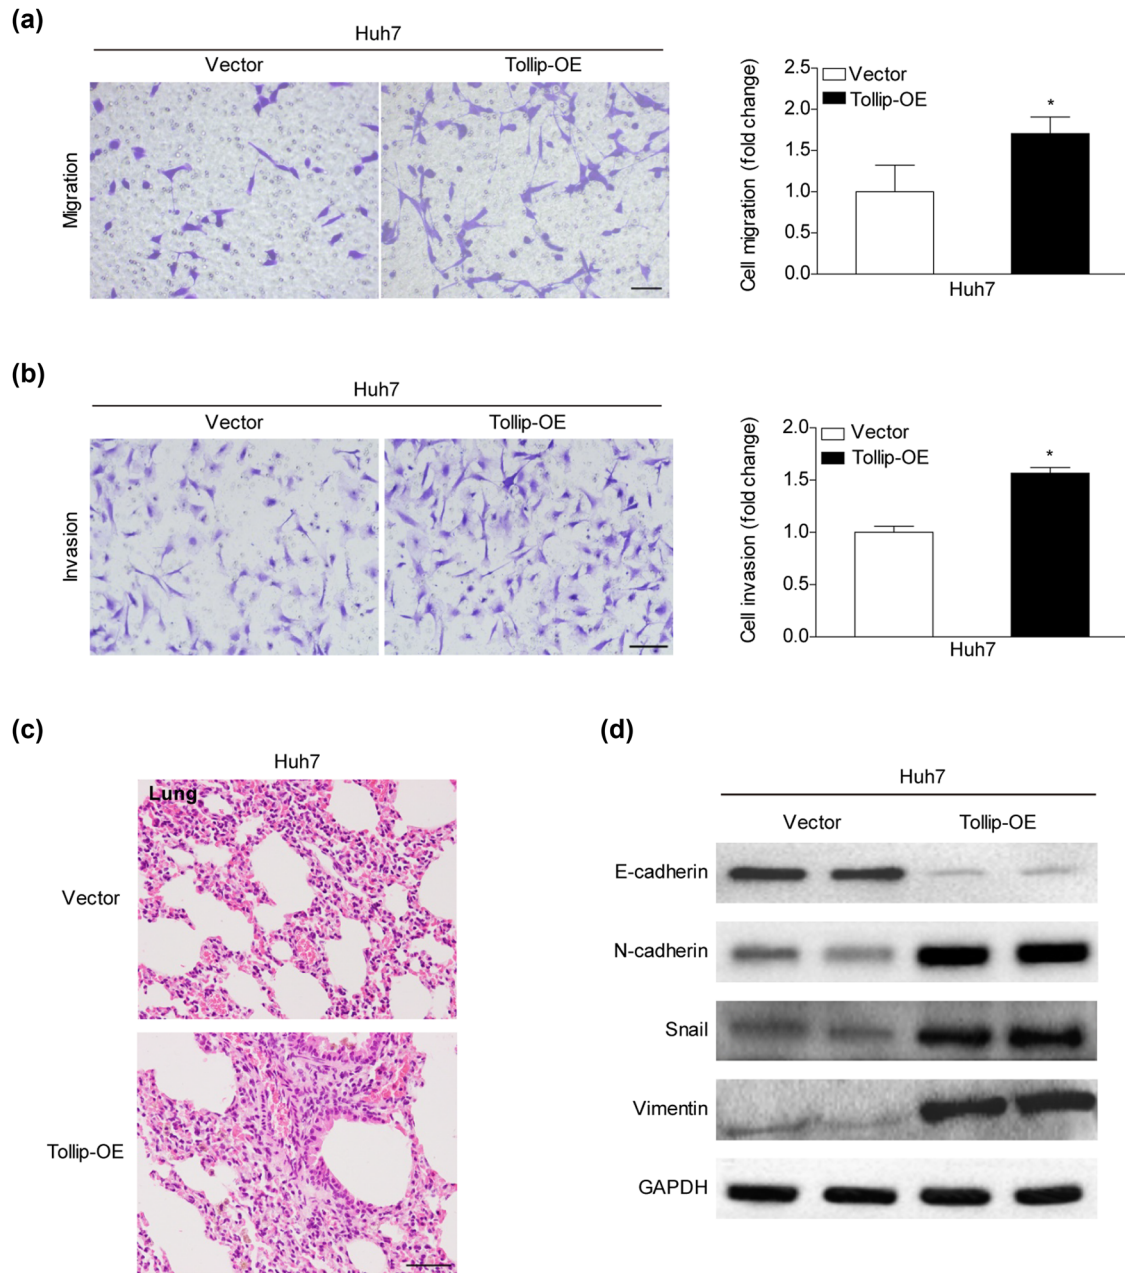 (a)
Huh7
Vector
Tollip-OE
Migration
Cell migration (fold change)
2.5
2.0
1.5
1.0
0.5
0.0
Vector
Tollip-OE
*
Huh7
(b)
Huh7
Vector
Tollip-OE
Invasion
Cell invasion (fold change)
2.0
1.5
1.0
0.5
0.0
Vector
Tollip-OE
*
Huh7
(c)
Huh7
Lung
Vector
Tollip-OE
(d)
Huh7
Vector
Tollip-OE
E-cadherin
N-cadherin
Snail
Vimentin
GAPDH